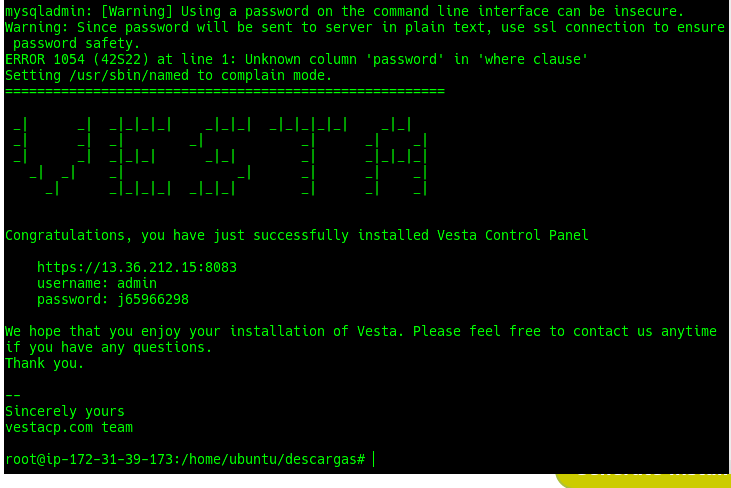 mysqladmin: [Warning] Using a password on the command line interface can be insecure.
Warning: Since password will be sent to server in plain text, use ssl connection to ensure
password safety.
ERROR 1054 (42S22) at line 1: Unknown column 'password' in 'where clause'
Setting /usr/sbin/named to complain mode.
=======================================================
VESTA
Congratulations, you have just successfully installed Vesta Control Panel
https://13.36.212.15:8083
username: admin
password: j65966298
We hope that you enjoy your installation of Vesta. Please feel free to contact us anytime
if you have any questions.
Thank you.
--
Sincerely yours
vestacp.com team
root@ip-172-31-39-173:/home/ubuntu/descargas#